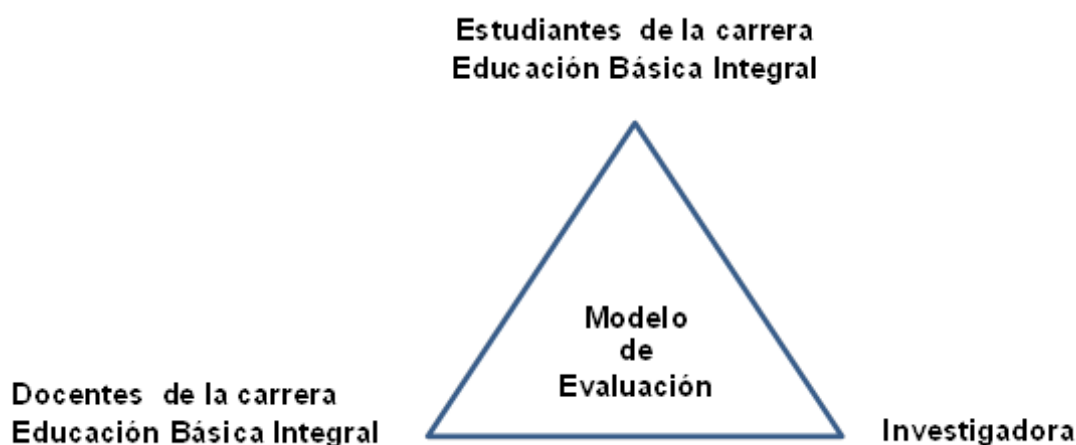 Estudiantes de la carrera
Educación Básica Integral
Modelo
de
Evaluación
Docentes de la carrera
Educación Básica Integral
Investigadora